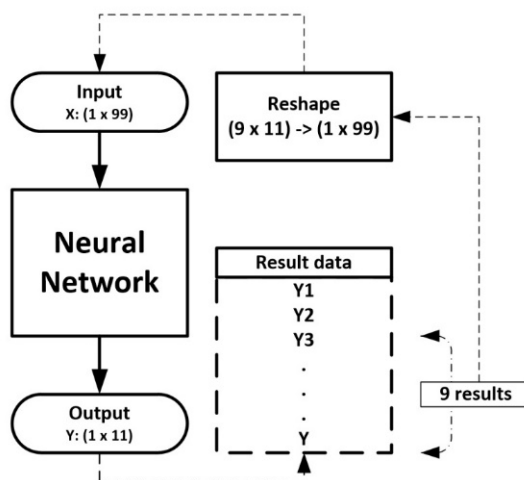 Input
X: (1 x 99)
Reshape
(9 x 11) -> (1 x 99)
Neural
Network
Result data
Y1
Y2
Y3
.
.
.
Y
9 results
Output
Y: (1 x 11)